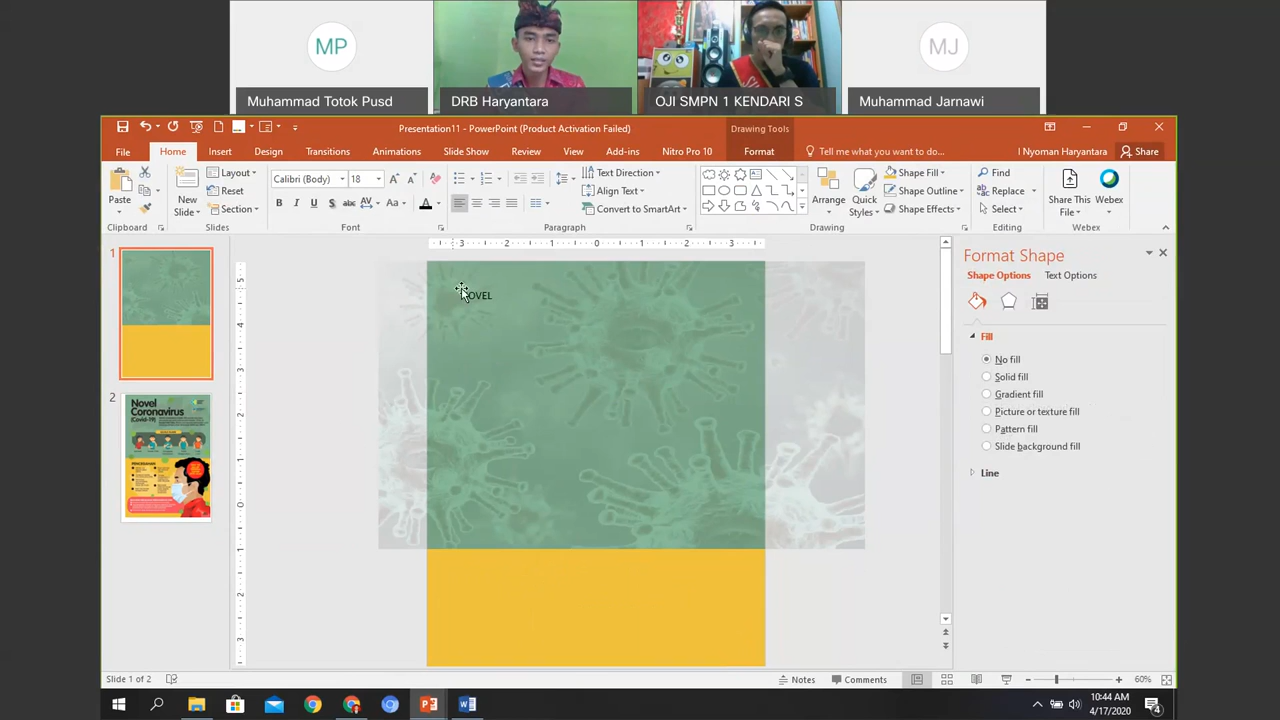 MP
MJ
Muhammad Totok Pusd
DRB Haryantara
OJI SMPN 1 KENDARI S
Muhammad Jarnawi
Presentation11 - PowerPoint (Product Activation Failed)
Drawing Tools
File
Home
Insert
Design
Transitions
Animations
Slide Show
Review
View
Add-ins
Nitro Pro 10
Format
Tell me what you want to do...
I Nyoman Haryantara
Share
Paste
New
Slide
Layout
Reset
Section
Calibri (Body)
18
Text Direction
Align Text
Convert to SmartArt
Arrange
Quick
Styles
Shape Fill
Shape Outline
Shape Effects
Find
Replace
Select
Share This
File
Webex
Clipboard
Slides
Font
Paragraph
Drawing
Editing
Webex
1
2
Novel
Coronavirus
(Covid-19)
PENCEGAHAN
OVEL
Format Shape
Shape Options
Text Options
Fill
No fill
Solid fill
Gradient fill
Picture or texture fill
Pattern fill
Slide background fill
Line
Slide 1 of 2
Notes
Comments
60%
10:44 AM
4/17/2020
4